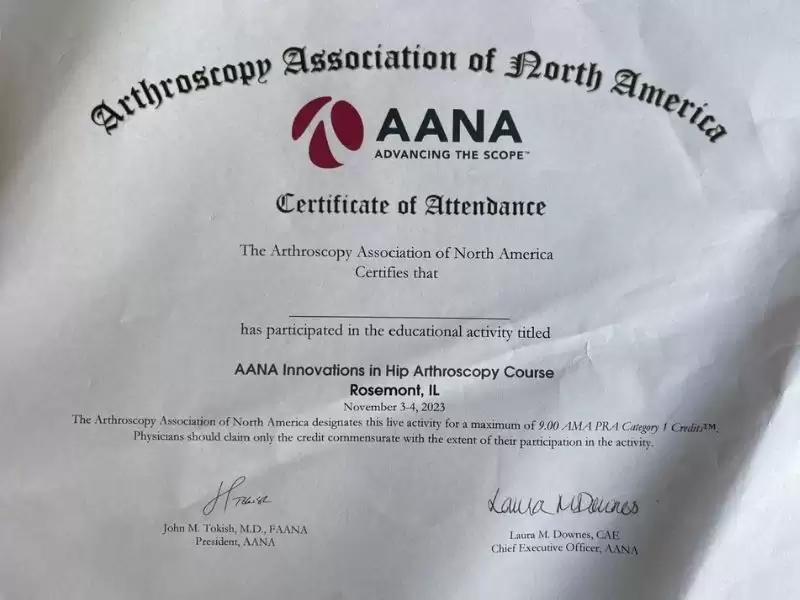 Arthroscopy Association of North America
AANA
ADVANCING THE SCOPE™
Certificate of Attendance
The Arthroscopy Association of North America
Certifies that
has participated in the educational activity titled
AANA Innovations in Hip Arthroscopy Course
Rosemont, IL
November 3-4, 2023
The Arthroscopy Association of North America designates this live activity for a maximum of 9.00 AMA PRA Category 1 Credits™.
Physicians should claim only the credit commensurate with the extent of their participation in the activity.
J Tokish
Laura M Downes
John M. Tokish, M.D., FAANA
President, AANA
Laura M. Downes, CAE
Chief Executive Officer, AANA